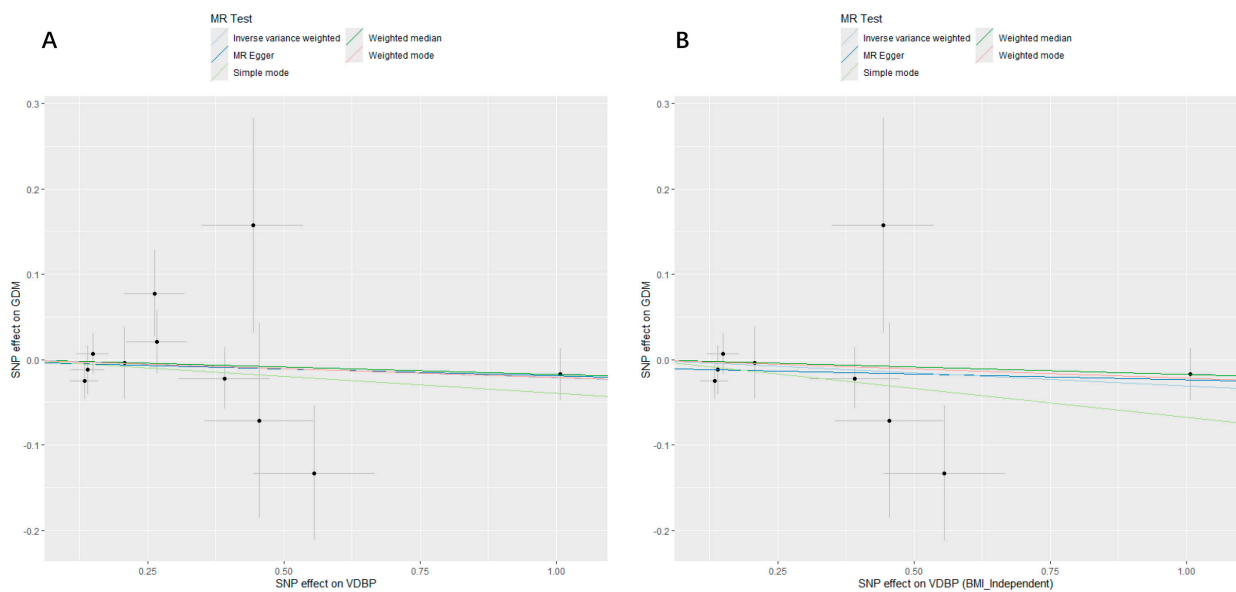 A
MR Test
Inverse variance weighted
Weighted median
MR Egger
Weighted mode
Simple mode
SNP effect on GDM
0.3
0.2
0.1
0.0
-0.1
-0.2
0.25
0.50
0.75
1.00
SNP effect on VDBP
B
MR Test
Inverse variance weighted
Weighted median
MR Egger
Weighted mode
Simple mode
SNP effect on GDM
0.3
0.2
0.1
0.0
-0.1
-0.2
0.25
0.50
0.75
1.00
SNP effect on VDBP (BMI_Independent)